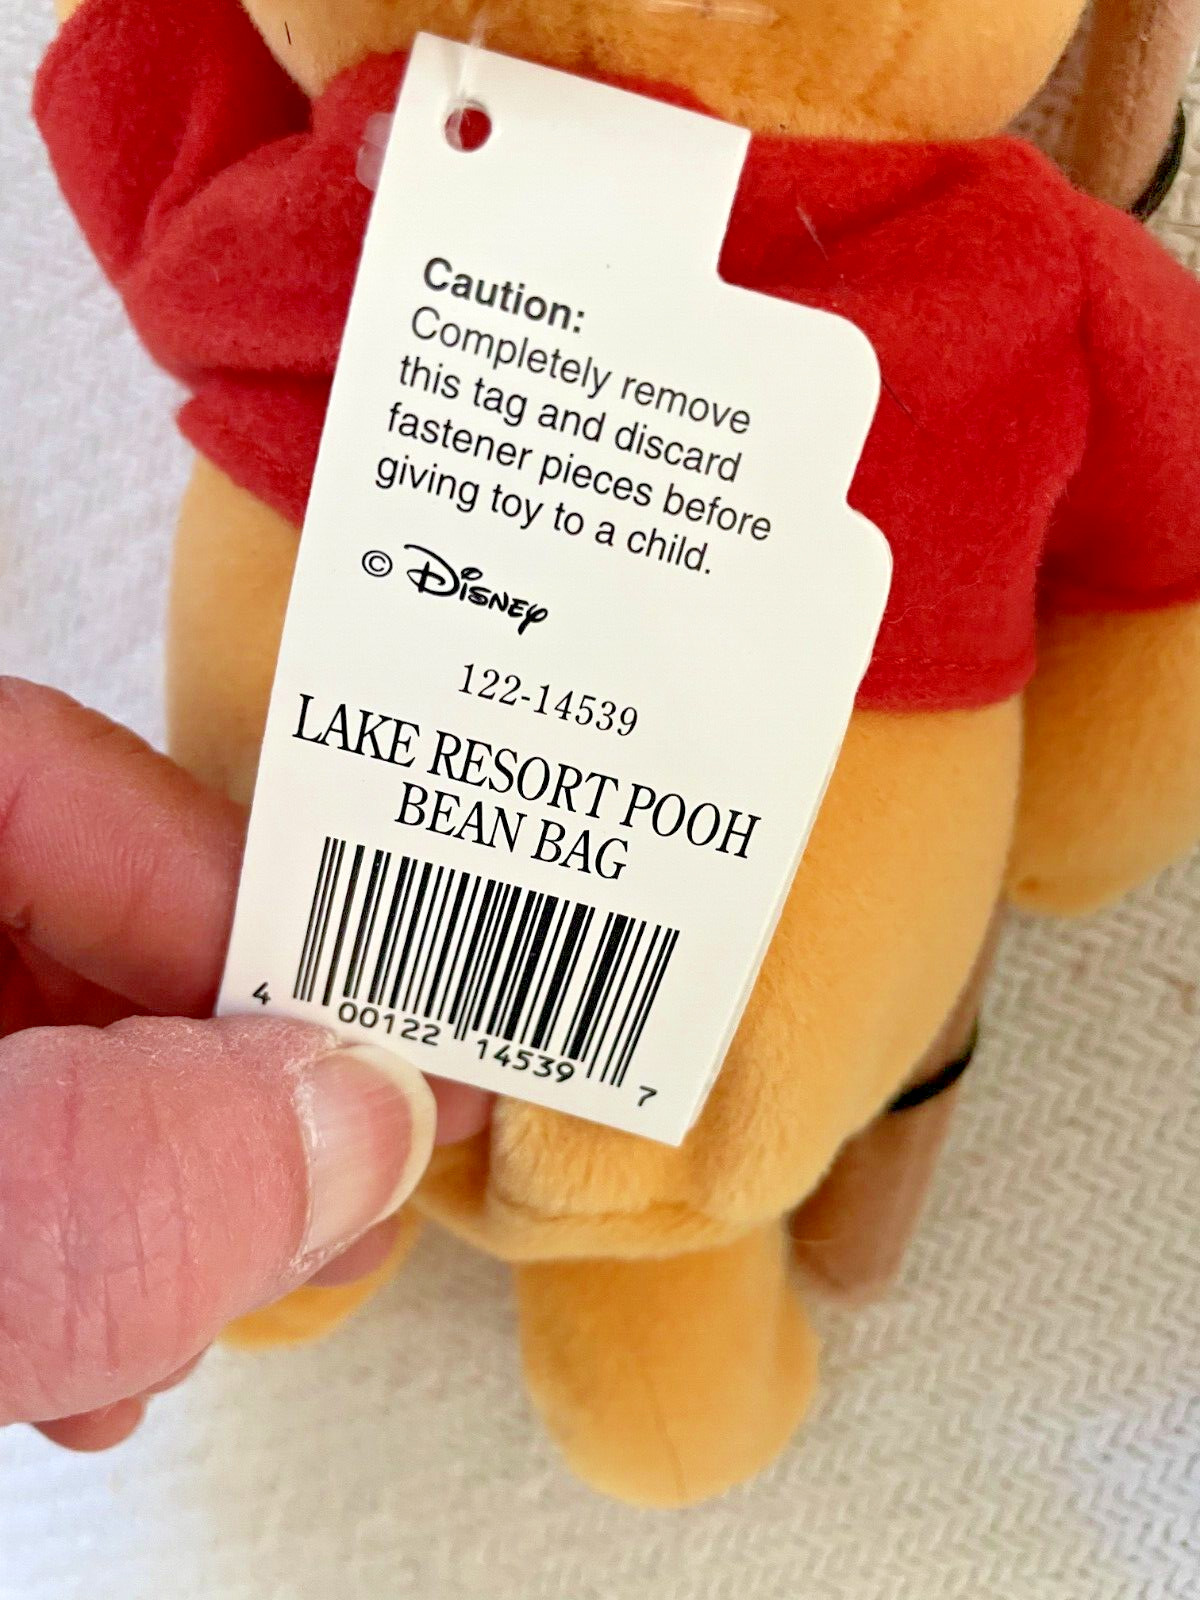 Caution:
Completely remove
this tag and discard
fastener pieces before
giving toy to a child.
© Disney
122-14539
LAKE RESORT POOH
BEAN BAG
4 00122 14539 7